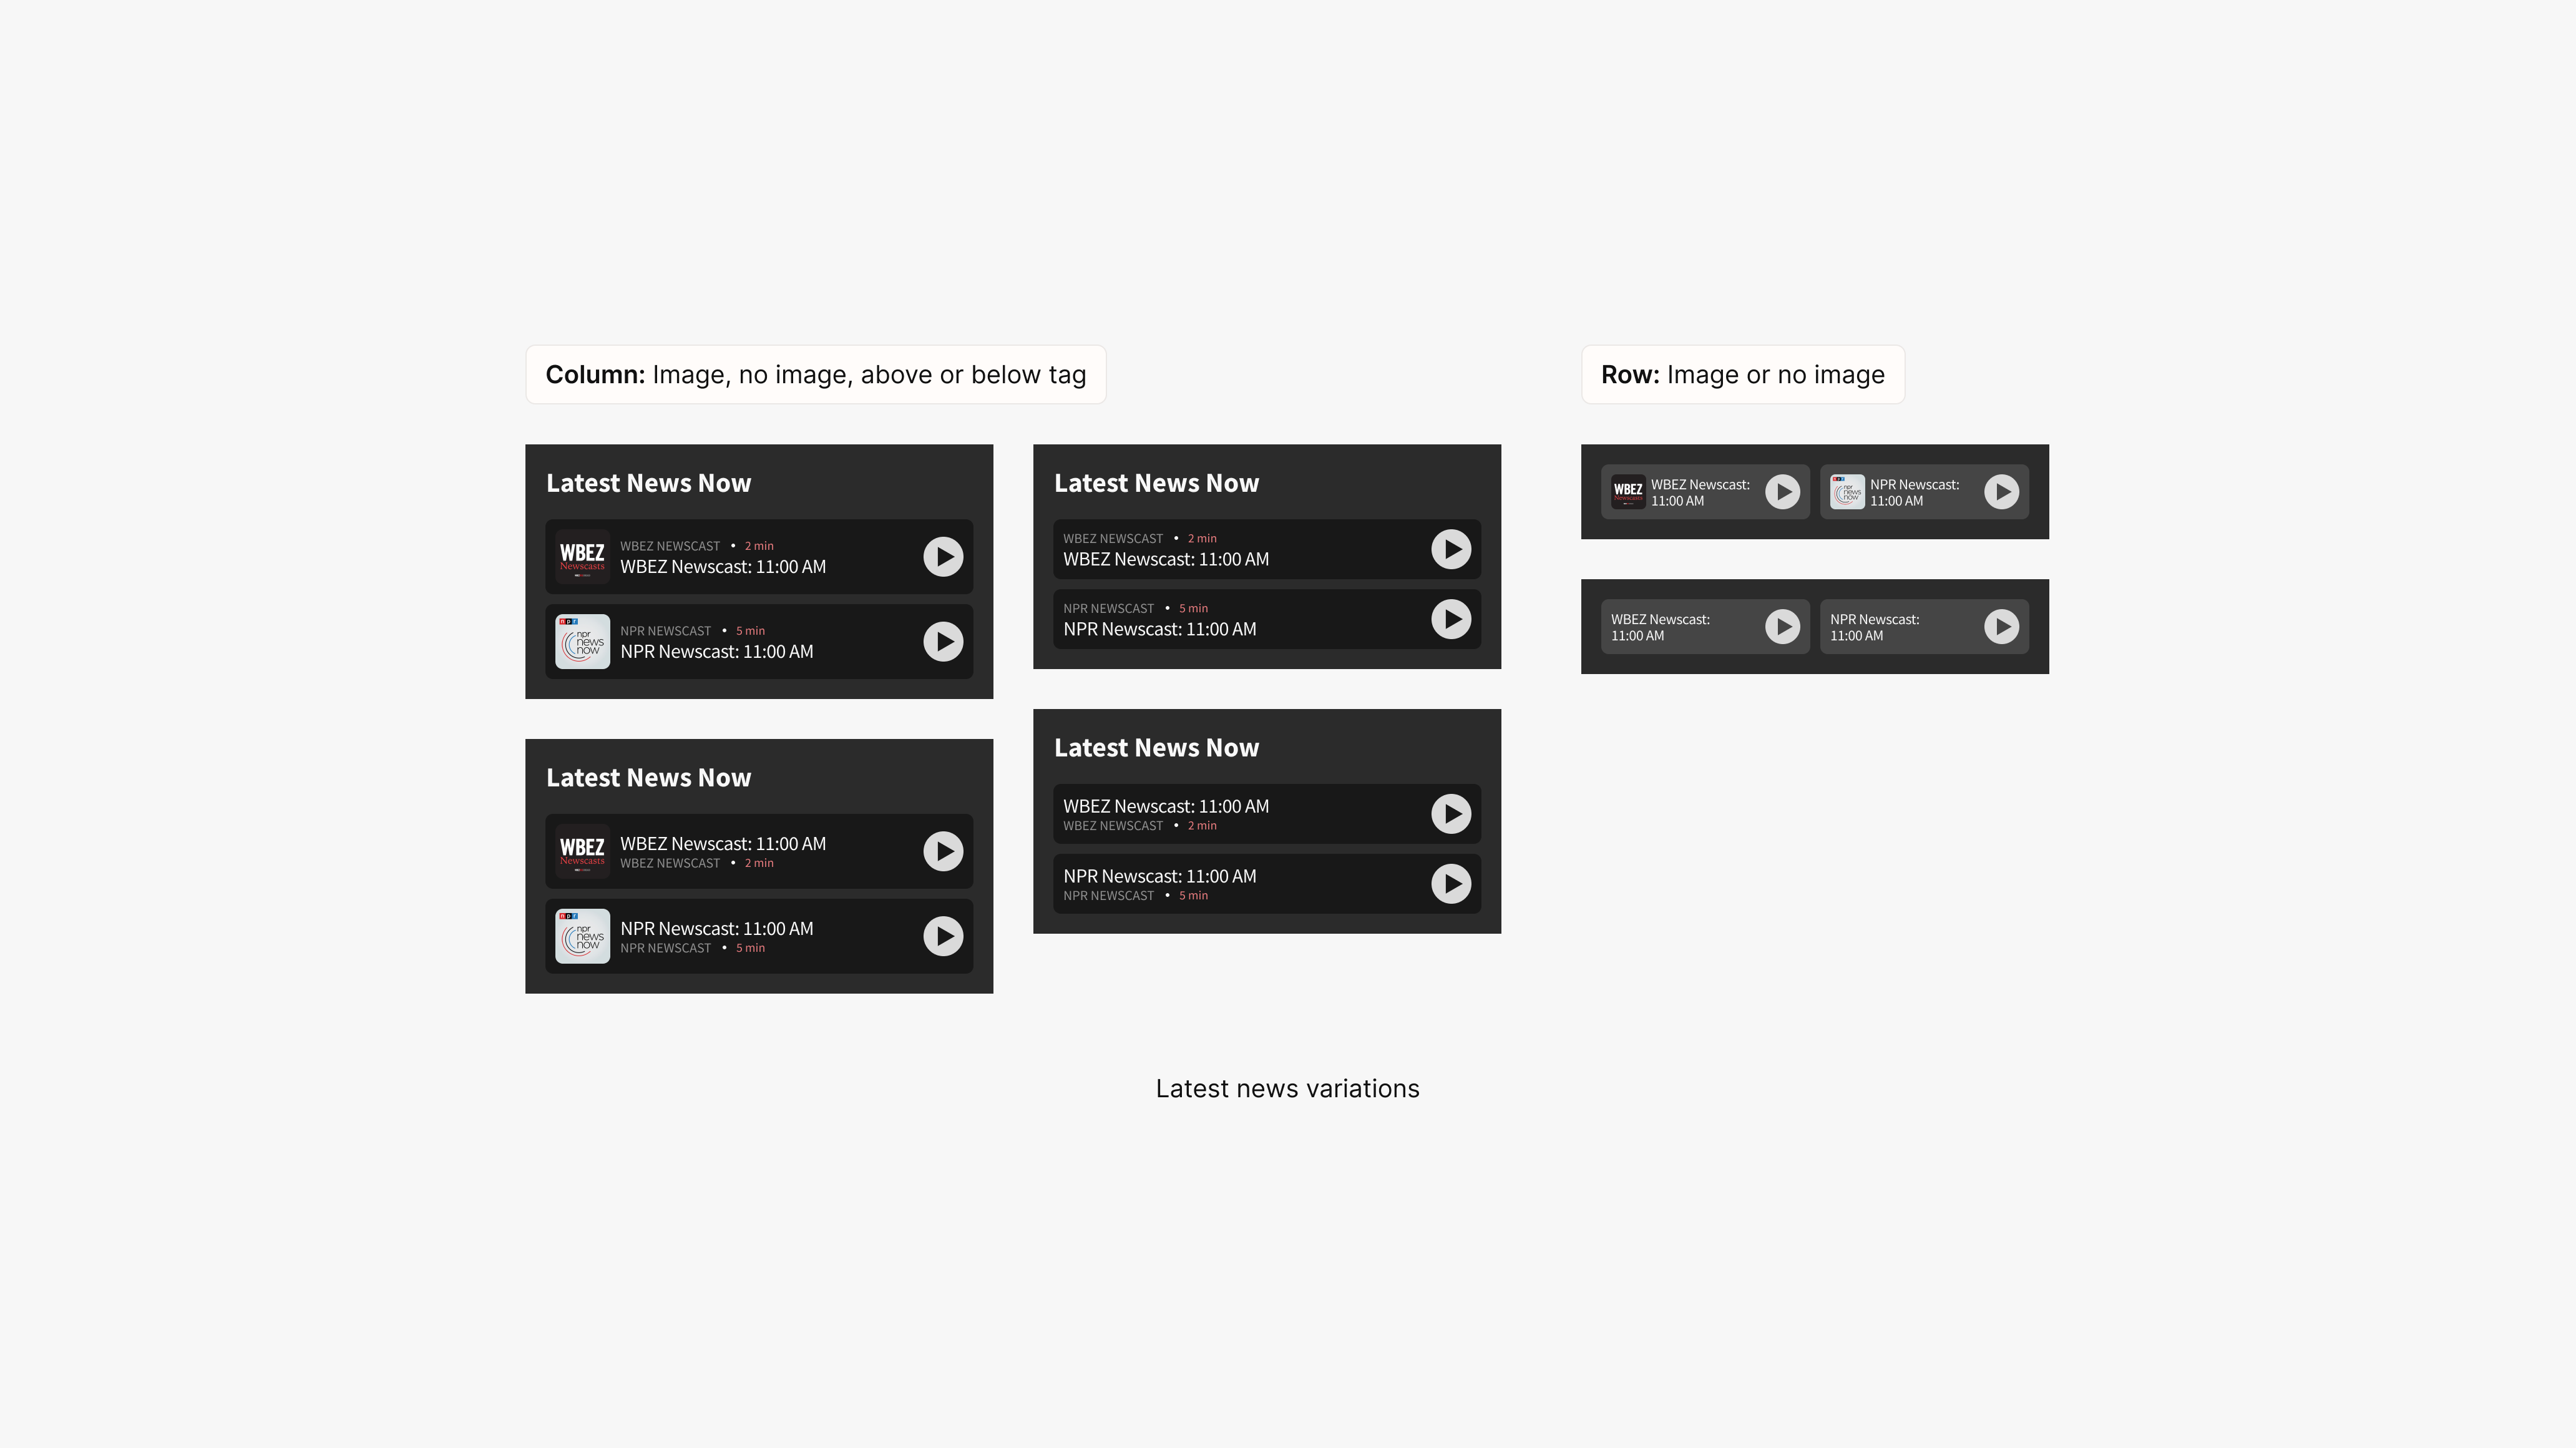 Column: Image, no image, above or below tag
Latest News Now
WBEZ
Newscasts
WBEZ NEWSCAST • 2 min
WBEZ Newscast: 11:00 AM
npr
npr
news
now
NPR NEWSCAST • 5 min
NPR Newscast: 11:00 AM
Latest News Now
WBEZ
Newscasts
WBEZ Newscast: 11:00 AM
WBEZ NEWSCAST • 2 min
npr
npr
news
now
NPR Newscast: 11:00 AM
NPR NEWSCAST • 5 min
Latest News Now
WBEZ NEWSCAST • 2 min
WBEZ Newscast: 11:00 AM
NPR NEWSCAST • 5 min
NPR Newscast: 11:00 AM
Latest News Now
WBEZ Newscast: 11:00 AM
WBEZ NEWSCAST • 2 min
NPR Newscast: 11:00 AM
NPR NEWSCAST • 5 min
Row: Image or no image
WBEZ
Newscasts
WBEZ Newscast:
11:00 AM
npr
npr
news
now
NPR Newscast:
11:00 AM
WBEZ Newscast:
11:00 AM
NPR Newscast:
11:00 AM
Latest news variations